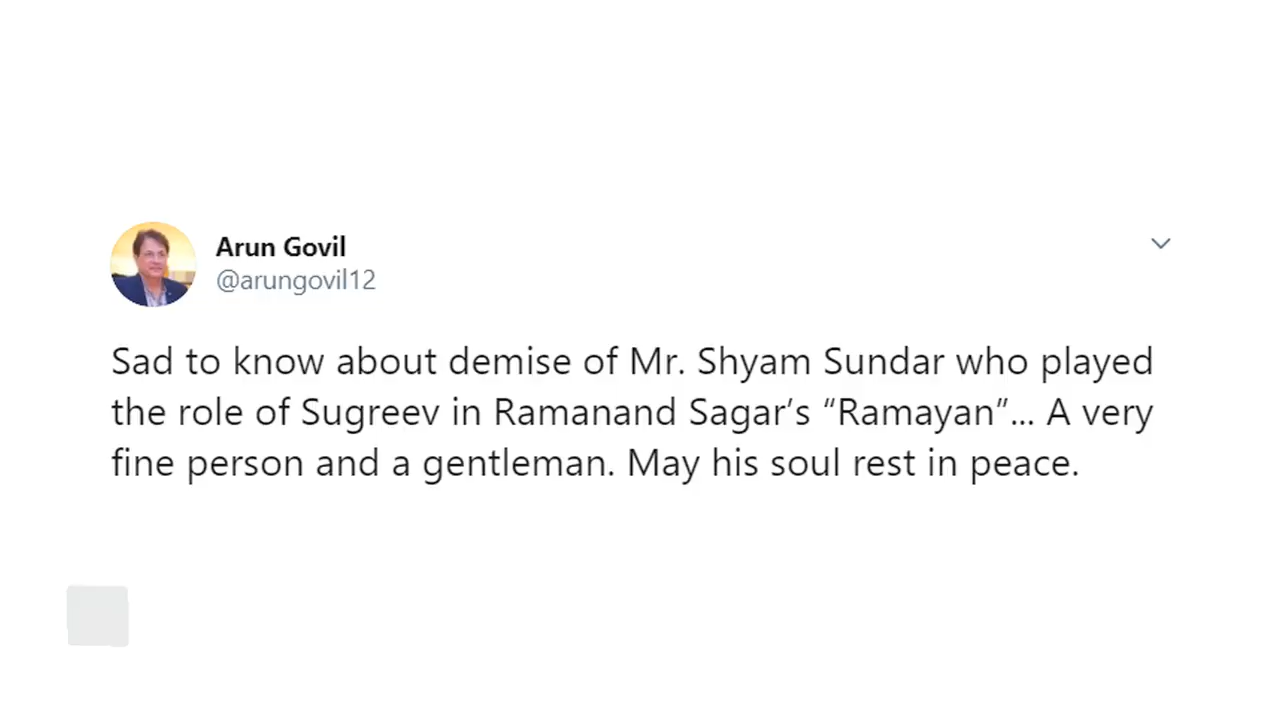 Arun Govil
@arungovil12
Sad to know about demise of Mr. Shyam Sundar who played
the role of Sugreev in Ramanand Sagar’s “Ramayan”... A very
fine person and a gentleman. May his soul rest in peace.